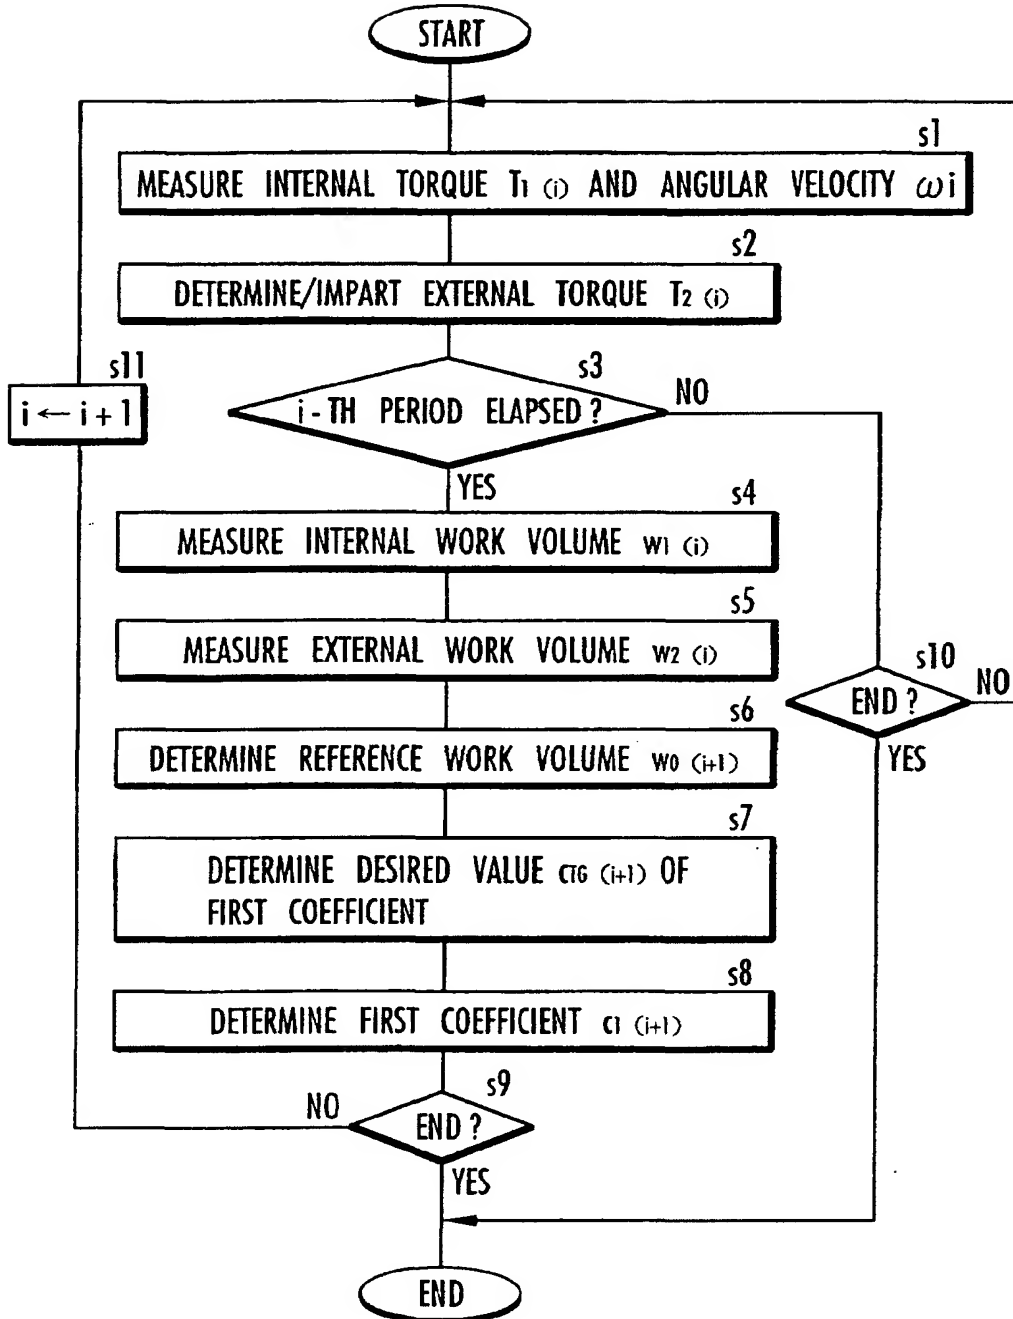 START
s1
MEASURE INTERNAL TORQUE T1 (i) AND ANGULAR VELOCITY ωi
s2
DETERMINE/IMPART EXTERNAL TORQUE T2 (i)
s11
i ← i + 1
s3
i - TH PERIOD ELAPSED ?
NO
YES
s4
MEASURE INTERNAL WORK VOLUME W1 (i)
s5
MEASURE EXTERNAL WORK VOLUME W2 (i)
s10
END ?
NO
YES
s6
DETERMINE REFERENCE WORK VOLUME W0 (i+1)
s7
DETERMINE DESIRED VALUE CTG (i+1) OF
FIRST COEFFICIENT
s8
DETERMINE FIRST COEFFICIENT C1 (i+1)
s9
NO
END ?
YES
END